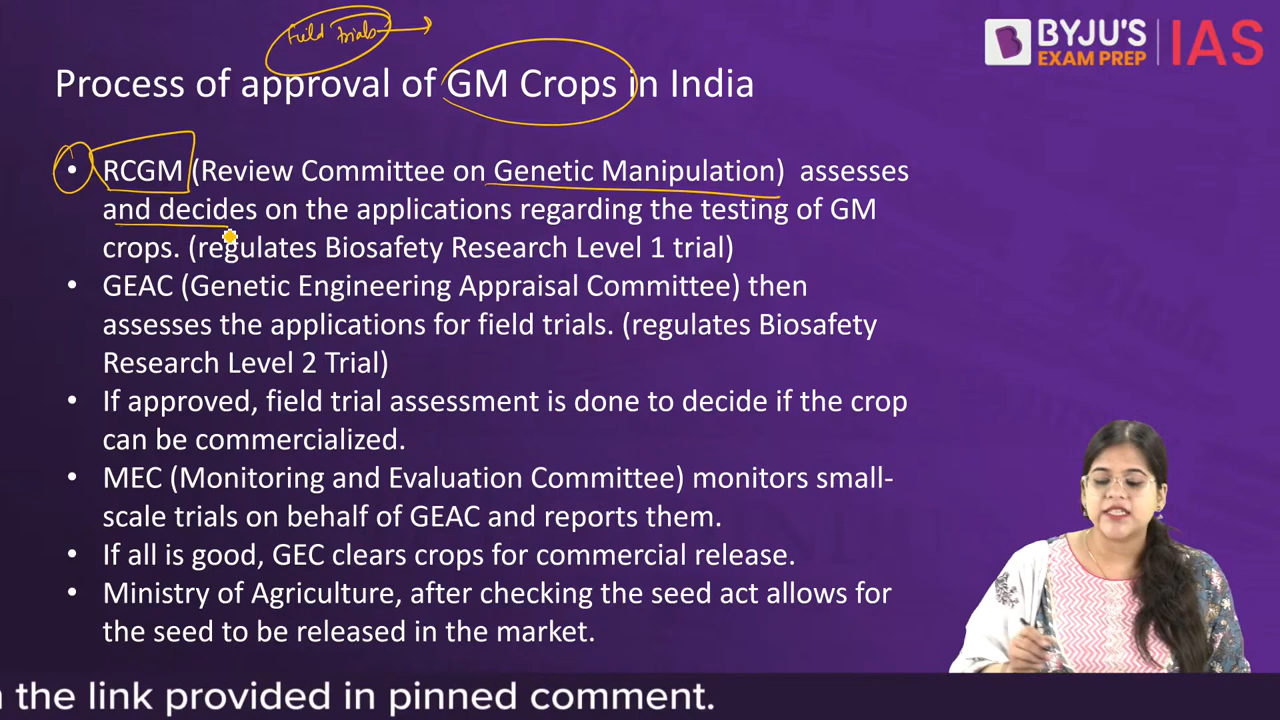 Field Trials
BYJU'S
EXAM PREP
IAS
Process of approval of GM Crops in India
• RCGM (Review Committee on Genetic Manipulation) assesses
and decides on the applications regarding the testing of GM
crops. (regulates Biosafety Research Level 1 trial)
• GEAC (Genetic Engineering Appraisal Committee) then
assesses the applications for field trials. (regulates Biosafety
Research Level 2 Trial)
• If approved, field trial assessment is done to decide if the crop
can be commercialized.
• MEC (Monitoring and Evaluation Committee) monitors small-
scale trials on behalf of GEAC and reports them.
• If all is good, GEC clears crops for commercial release.
• Ministry of Agriculture, after checking the seed act allows for
the seed to be released in the market.
the link provided in pinned comment.